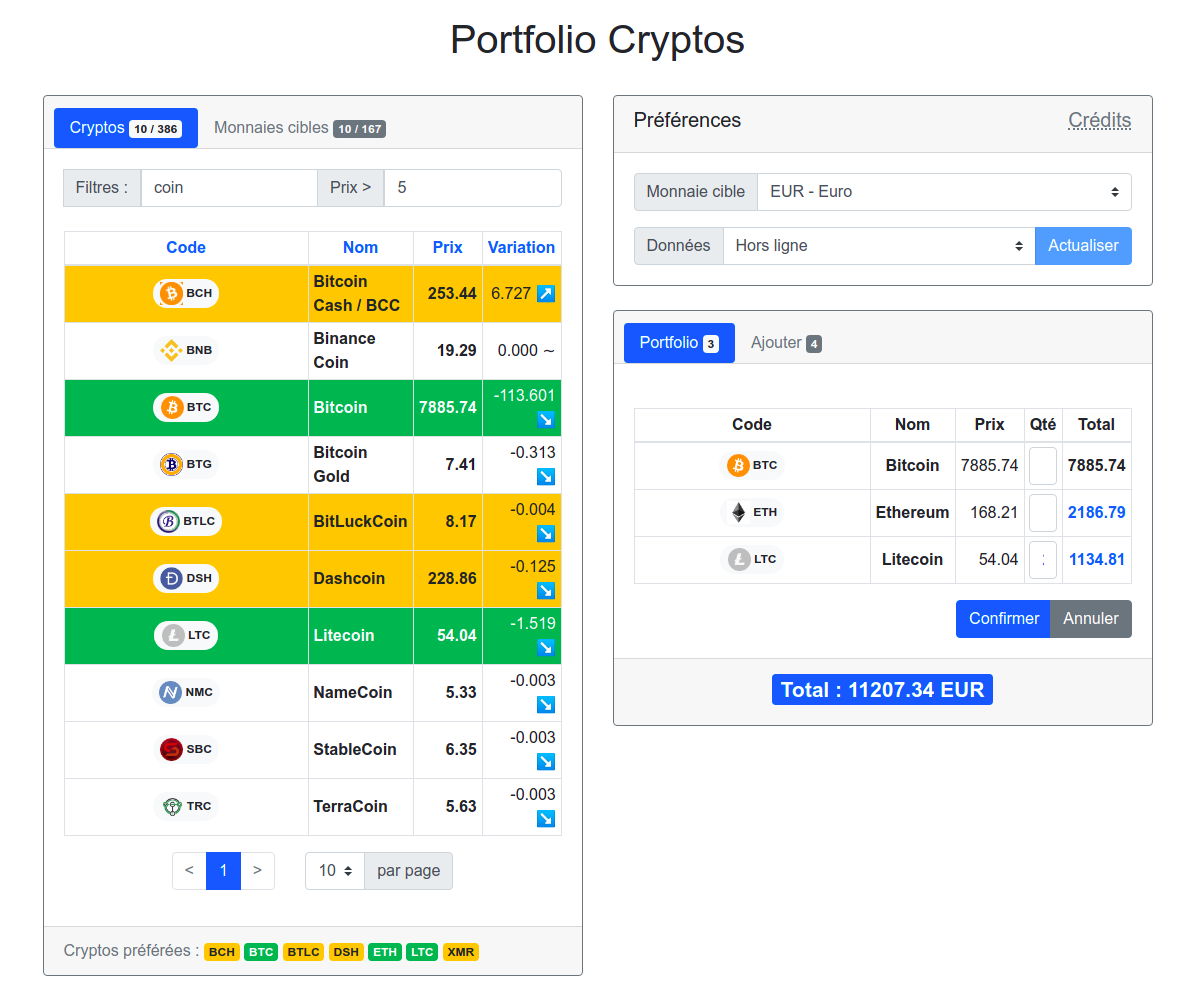 Portfolio Cryptos
Cryptos 10 / 386 Monnaies cibles 10 / 167
Filtres : coin Prix > 5
Code Nom Prix Variation
BCH Bitcoin Cash / BCC 253.44 6.727 ↗
BNB Binance Coin 19.29 0.000 ∼
BTC Bitcoin 7885.74 -113.601 ↘
BTG Bitcoin Gold 7.41 -0.313 ↘
BTLC BitLuckCoin 8.17 -0.004 ↘
DSH Dashcoin 228.86 -0.125 ↘
LTC Litecoin 54.04 -1.519 ↘
NMC NameCoin 5.33 -0.003 ↘
SBC StableCoin 6.35 -0.003 ↘
TRC TerraCoin 5.63 -0.003 ↘
< 1 > 10 par page
Cryptos préférées : BCH BTC BTLC DSH ETH LTC XMR
Préférences Crédits
Monnaie cible EUR - Euro
Données Hors ligne Actualiser
Portfolio 3 Ajouter 4
Code Nom Prix Qté Total
BTC Bitcoin 7885.74 7885.74
ETH Ethereum 168.21 2186.79
LTC Litecoin 54.04 1134.81
Confirmer Annuler
Total : 11207.34 EUR